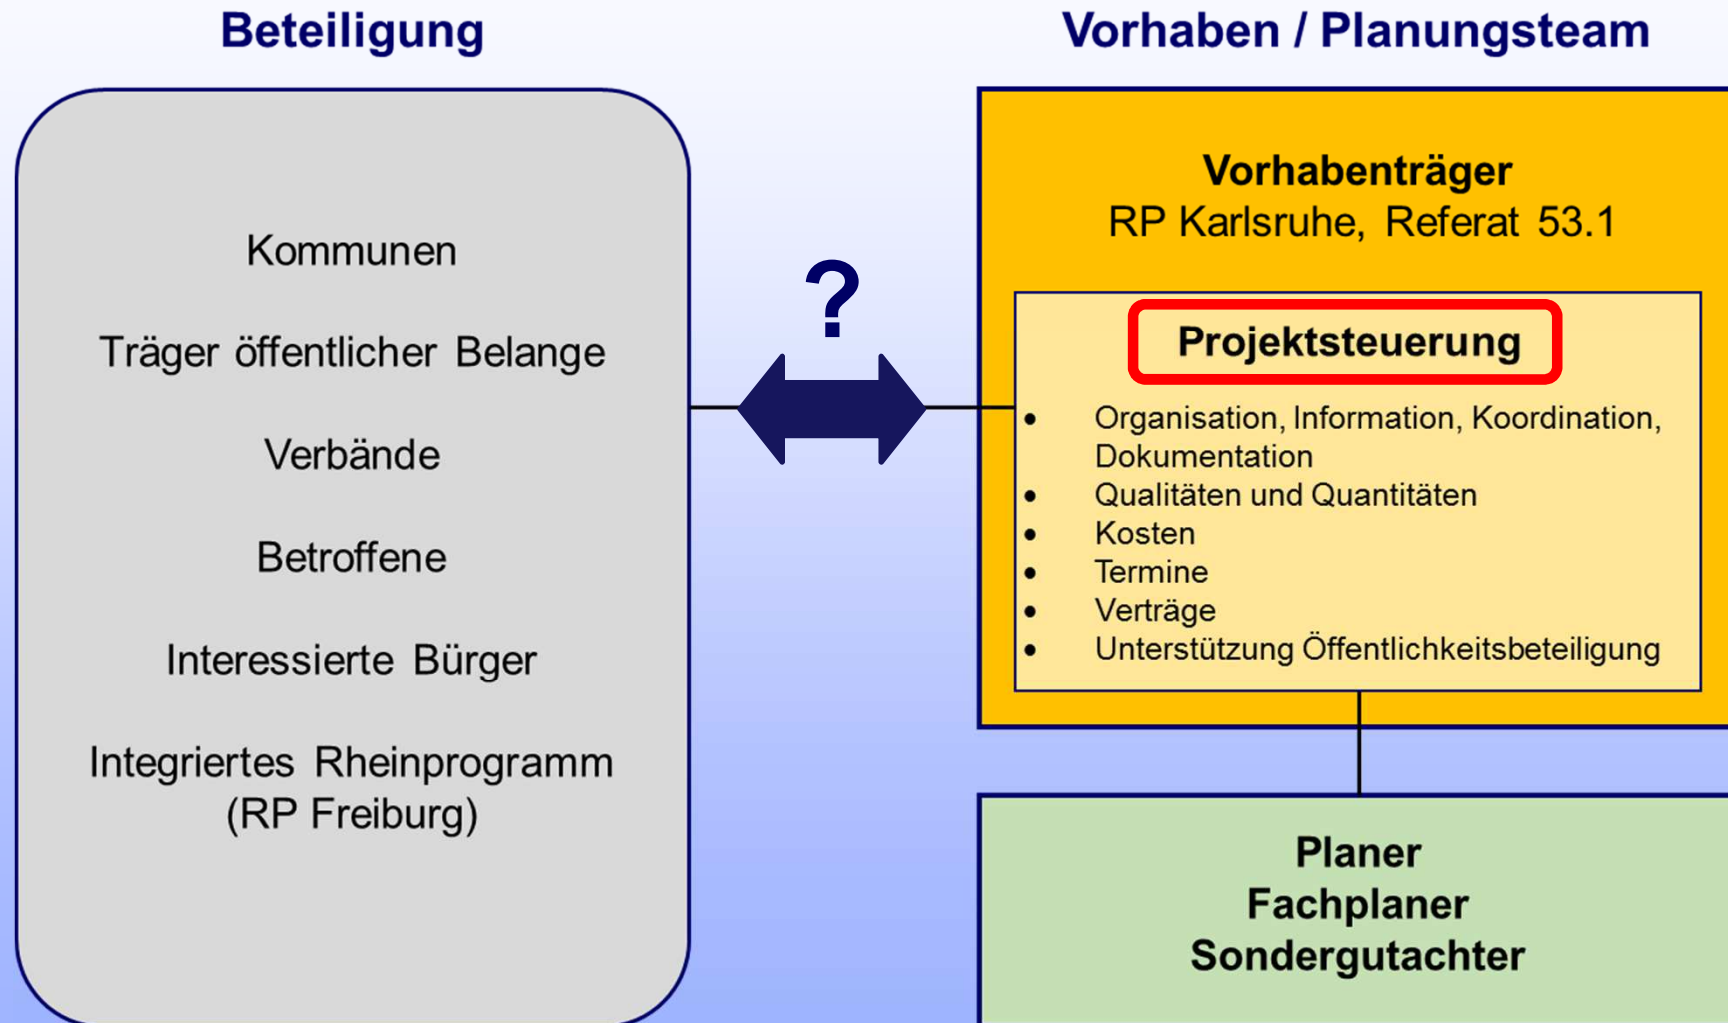 Beteiligung
Kommunen
Träger öffentlicher Belange
Verbände
Betroffene
Interessierte Bürger
Integriertes Rheinprogramm
(RP Freiburg)
?
Vorhaben / Planungsteam
Vorhabenträger
RP Karlsruhe, Referat 53.1
Projektsteuerung
• Organisation, Information, Koordination,
Dokumentation
• Qualitäten und Quantitäten
• Kosten
• Termine
• Verträge
• Unterstützung Öffentlichkeitsbeteiligung
Planer
Fachplaner
Sondergutachter